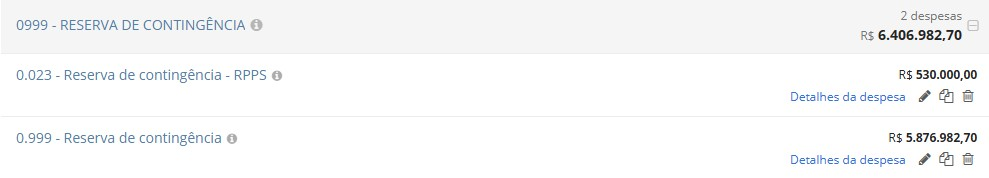 0999 - RESERVA DE CONTINGÊNCIA
2 despesas
R$ 6.406.982,70
0.023 - Reserva de contingência - RPPS
R$ 530.000,00
Detalhes da despesa
0.999 - Reserva de contingência
R$ 5.876.982,70
Detalhes da despesa